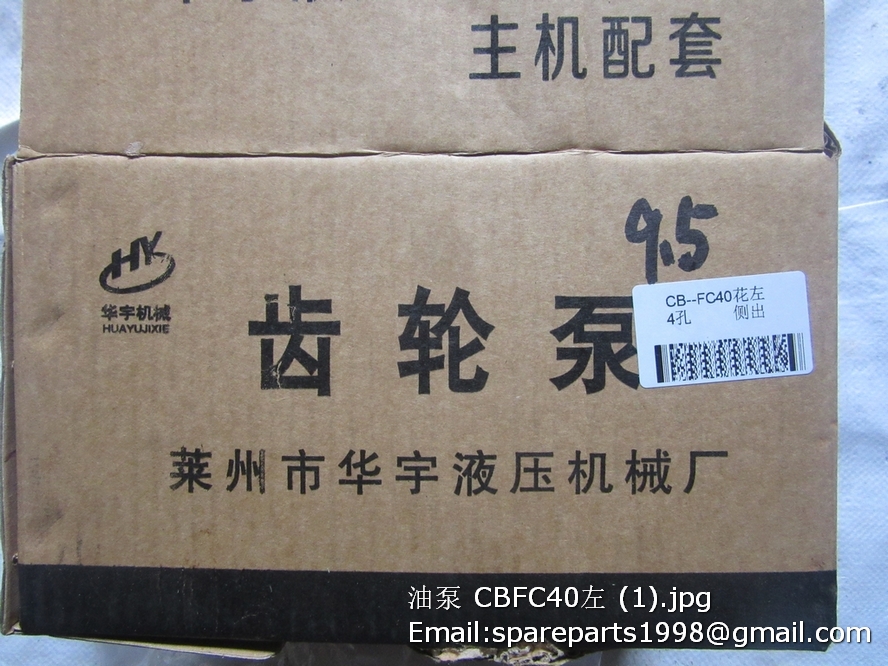 主机配套
9.5
CB--FC40花左
4孔 侧出
HY
华宇机械
HUAYUJIXIE
齿轮泵
莱州市华宇液压机械厂
油泵 CBFC40左 (1).jpg
Email:spareparts1998@gmail.com